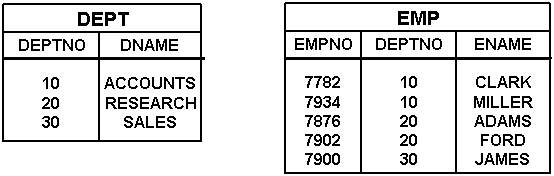 DEPT
DEPTNO DNAME
10 ACCOUNTS
20 RESEARCH
30 SALES
EMP
EMPNO DEPTNO ENAME
7782 10 CLARK
7934 10 MILLER
7876 20 ADAMS
7902 20 FORD
7900 30 JAMES